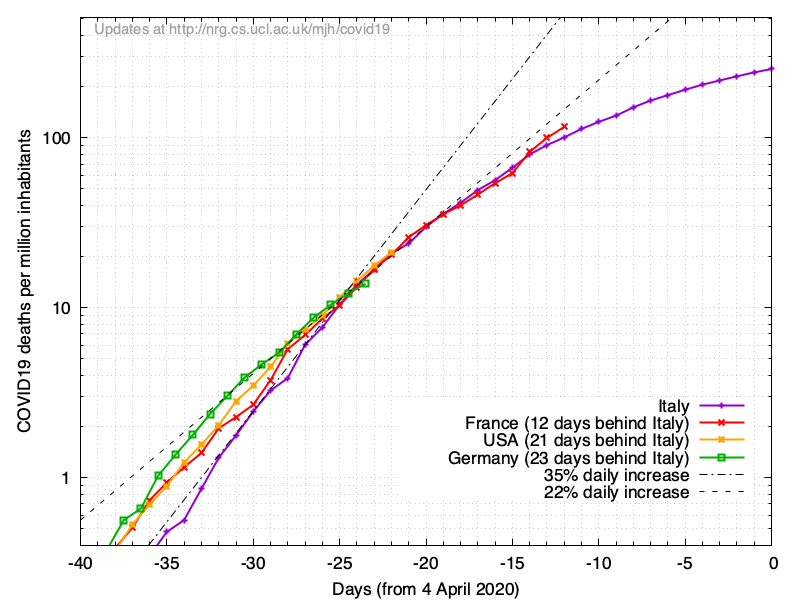 Updates at http://nrg.cs.ucl.ac.uk/mjh/covid19
COVID19 deaths per million inhabitants
100
10
1
Italy
France (12 days behind Italy)
USA (21 days behind Italy)
Germany (23 days behind Italy)
35% daily increase
22% daily increase
-40 -35 -30 -25 -20 -15 -10 -5 0
Days (from 4 April 2020)